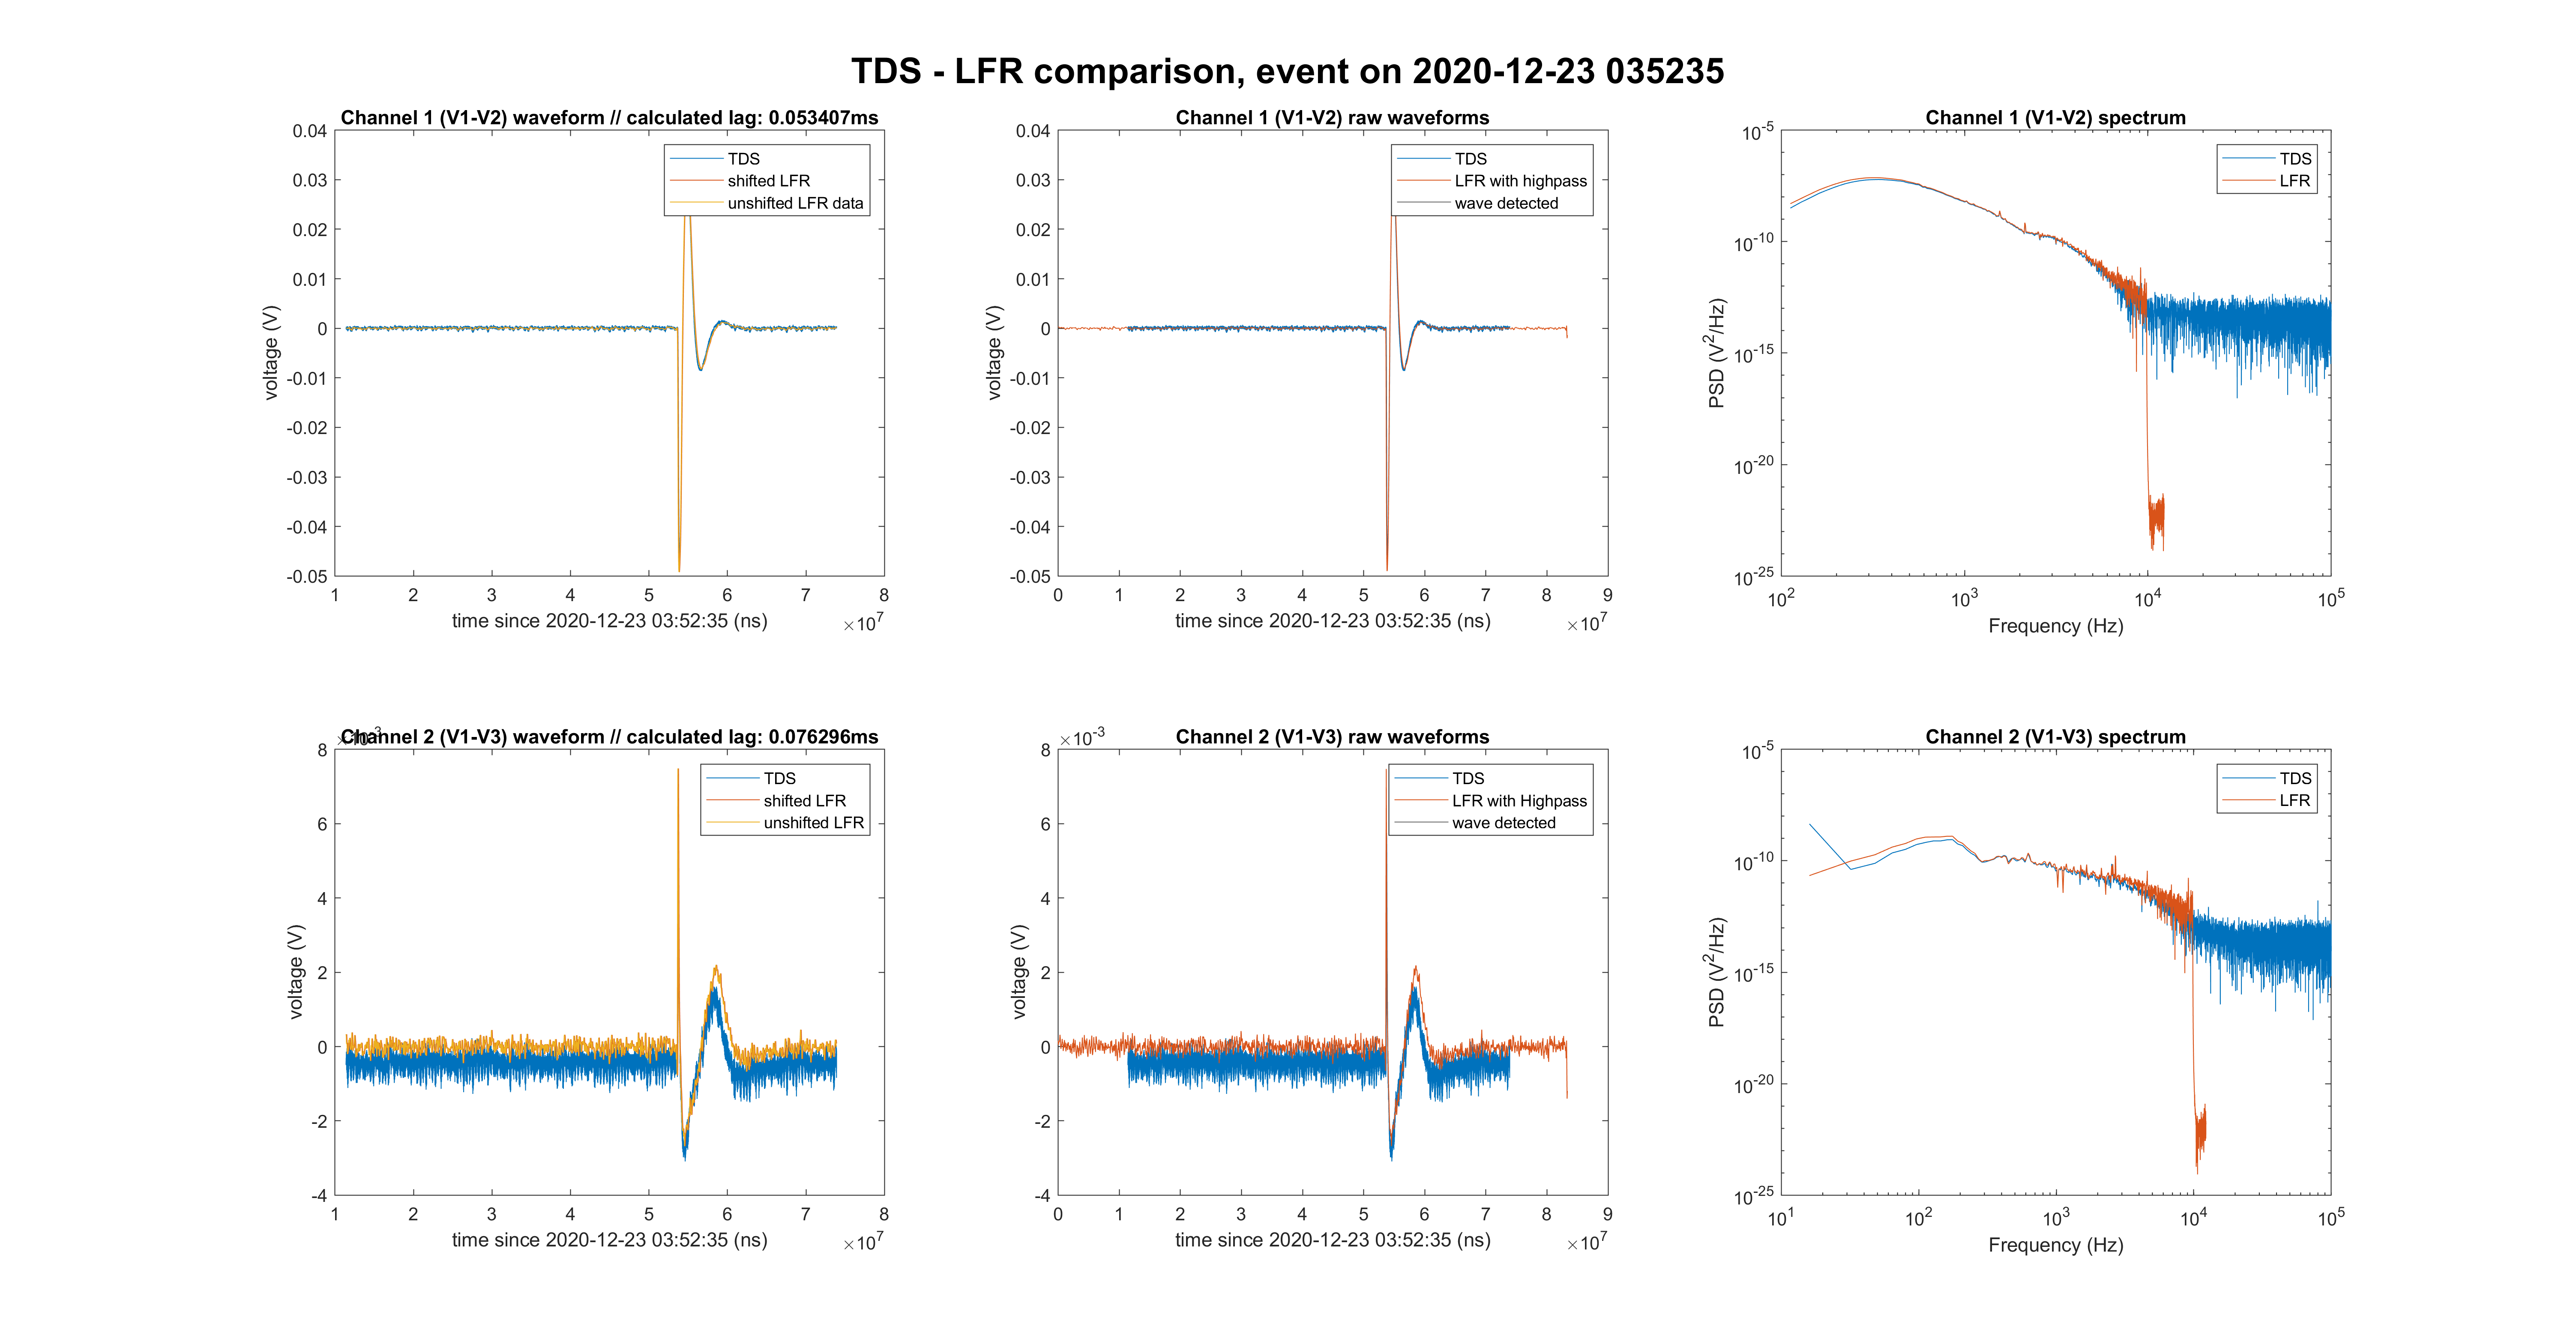 TDS - LFR comparison, event on 2020-12-23 035235
Channel 1 (V1-V2) waveform // calculated lag: 0.053407ms
0.04
0.03
0.02
0.01
0
-0.01
-0.02
-0.03
-0.04
-0.05
voltage (V)
TDS
shifted LFR
unshifted LFR data
1 2 3 4 5 6 7 8
time since 2020-12-23 03:52:35 (ns)
×10^7
Channel 1 (V1-V2) raw waveforms
0.04
0.03
0.02
0.01
0
-0.01
-0.02
-0.03
-0.04
-0.05
voltage (V)
TDS
LFR with highpass
wave detected
0 1 2 3 4 5 6 7 8 9
time since 2020-12-23 03:52:35 (ns)
×10^7
Channel 1 (V1-V2) spectrum
10^-5
10^-10
10^-15
10^-20
10^-25
PSD (V^2/Hz)
TDS
LFR
10^2 10^3 10^4 10^5
Frequency (Hz)
Channel 2 (V1-V3) waveform // calculated lag: 0.076296ms
8
6
4
2
0
-2
-4
voltage (V)
TDS
shifted LFR
unshifted LFR
1 2 3 4 5 6 7 8
time since 2020-12-23 03:52:35 (ns)
×10^7
Channel 2 (V1-V3) raw waveforms
×10^-3
8
6
4
2
0
-2
-4
voltage (V)
TDS
LFR with Highpass
wave detected
0 1 2 3 4 5 6 7 8 9
time since 2020-12-23 03:52:35 (ns)
×10^7
Channel 2 (V1-V3) spectrum
10^-5
10^-10
10^-15
10^-20
10^-25
PSD (V^2/Hz)
TDS
LFR
10^1 10^2 10^3 10^4 10^5
Frequency (Hz)